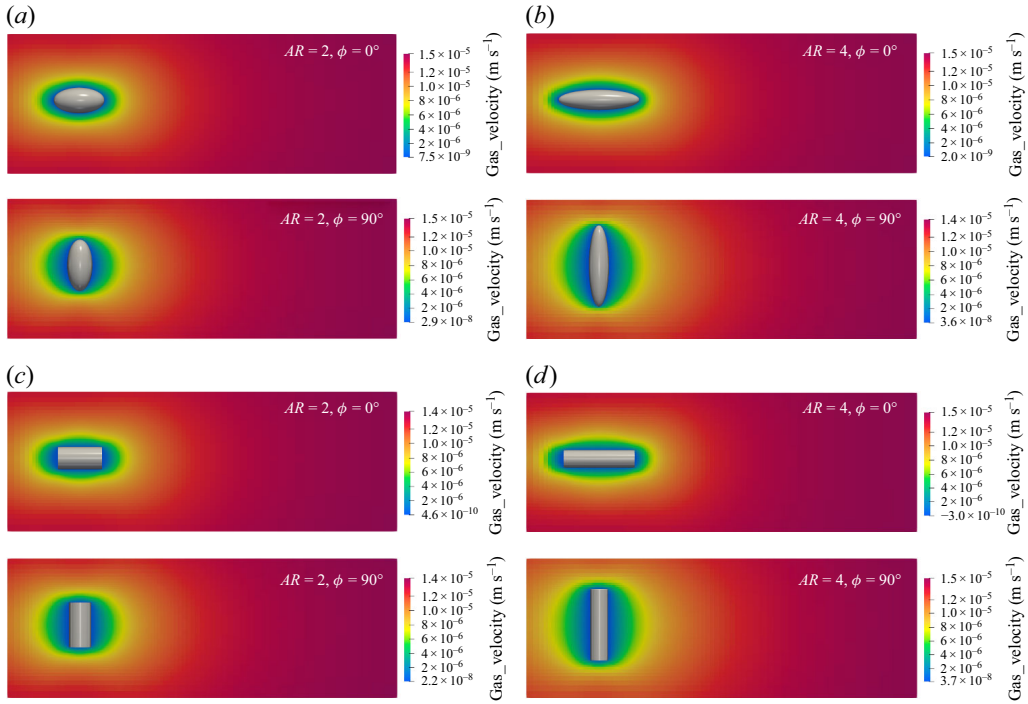 (a)
AR = 2, ϕ = 0°
1.5 × 10⁻⁵
1.2 × 10⁻⁵
1.0 × 10⁻⁵
8 × 10⁻⁶
6 × 10⁻⁶
4 × 10⁻⁶
2 × 10⁻⁶
7.5 × 10⁻⁹
Gas_velocity (m s⁻¹)
(b)
AR = 4, ϕ = 0°
1.5 × 10⁻⁵
1.2 × 10⁻⁵
1.0 × 10⁻⁵
8 × 10⁻⁶
6 × 10⁻⁶
4 × 10⁻⁶
2 × 10⁻⁶
2.0 × 10⁻⁹
Gas_velocity (m s⁻¹)
AR = 2, ϕ = 90°
1.5 × 10⁻⁵
1.2 × 10⁻⁵
1.0 × 10⁻⁵
8 × 10⁻⁶
6 × 10⁻⁶
4 × 10⁻⁶
2 × 10⁻⁶
2.9 × 10⁻⁸
Gas_velocity (m s⁻¹)
AR = 4, ϕ = 90°
1.4 × 10⁻⁵
1.2 × 10⁻⁵
1.0 × 10⁻⁵
8 × 10⁻⁶
6 × 10⁻⁶
4 × 10⁻⁶
2 × 10⁻⁶
3.6 × 10⁻⁸
Gas_velocity (m s⁻¹)
(c)
AR = 2, ϕ = 0°
1.4 × 10⁻⁵
1.2 × 10⁻⁵
1.0 × 10⁻⁵
8 × 10⁻⁶
6 × 10⁻⁶
4 × 10⁻⁶
2 × 10⁻⁶
4.6 × 10⁻¹⁰
Gas_velocity (m s⁻¹)
(d)
AR = 4, ϕ = 0°
1.5 × 10⁻⁵
1.2 × 10⁻⁵
1.0 × 10⁻⁵
8 × 10⁻⁶
6 × 10⁻⁶
4 × 10⁻⁶
2 × 10⁻⁶
−3.0 × 10⁻¹⁰
Gas_velocity (m s⁻¹)
AR = 2, ϕ = 90°
1.4 × 10⁻⁵
1.2 × 10⁻⁵
1.0 × 10⁻⁵
8 × 10⁻⁶
6 × 10⁻⁶
4 × 10⁻⁶
2 × 10⁻⁶
2.2 × 10⁻⁸
Gas_velocity (m s⁻¹)
AR = 4, ϕ = 90°
1.4 × 10⁻⁵
1.2 × 10⁻⁵
1.0 × 10⁻⁵
8 × 10⁻⁶
6 × 10⁻⁶
4 × 10⁻⁶
2 × 10⁻⁶
3.7 × 10⁻⁸
Gas_velocity (m s⁻¹)